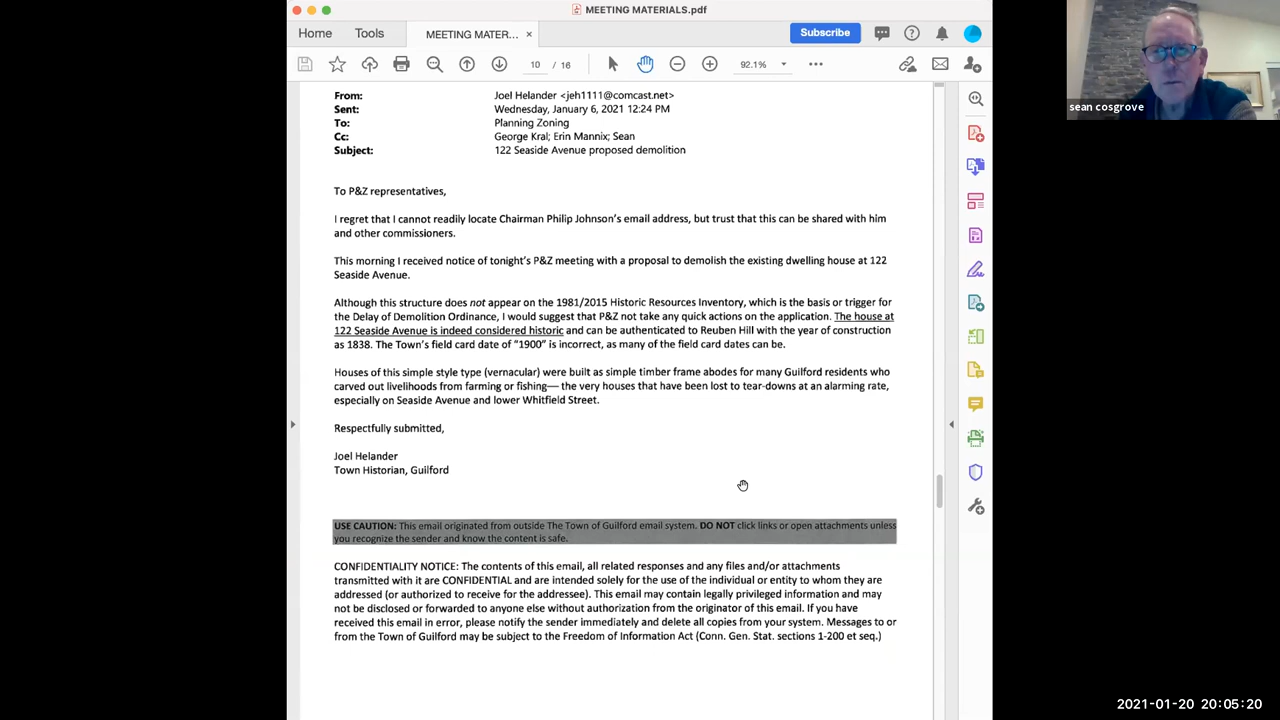 MEETING MATERIALS.pdf
Home
Tools
MEETING MATER...
×
Subscribe
10 / 16
92.1%
sean cosgrove
From: Joel Helander <jeh1111@comcast.net>
Sent: Wednesday, January 6, 2021 12:24 PM
To: Planning Zoning
Cc: George Kral; Erin Mannix; Sean
Subject: 122 Seaside Avenue proposed demolition
To P&Z representatives,
I regret that I cannot readily locate Chairman Philip Johnson's email address, but trust that this can be shared with him
and other commissioners.
This morning I received notice of tonight's P&Z meeting with a proposal to demolish the existing dwelling house at 122
Seaside Avenue.
Although this structure does not appear on the 1981/2015 Historic Resources Inventory, which is the basis or trigger for
the Delay of Demolition Ordinance, I would suggest that P&Z not take any quick actions on the application. The house at
122 Seaside Avenue is indeed considered historic and can be authenticated to Reuben Hill with the year of construction
as 1838. The Town's field card date of "1900" is incorrect, as many of the field card dates can be.
Houses of this simple style type (vernacular) were built as simple timber frame abodes for many Guilford residents who
carved out livelihoods from farming or fishing— the very houses that have been lost to tear-downs at an alarming rate,
especially on Seaside Avenue and lower Whitfield Street.
Respectfully submitted,
Joel Helander
Town Historian, Guilford
USE CAUTION: This email originated from outside The Town of Guilford email system. DO NOT click links or open attachments unless
you recognize the sender and know the content is safe.
CONFIDENTIALITY NOTICE: The contents of this email, all related responses and any files and/or attachments
transmitted with it are CONFIDENTIAL and are intended solely for the use of the individual or entity to whom they are
addressed (or authorized to receive for the addressee). This email may contain legally privileged information and may
not be disclosed or forwarded to anyone else without authorization from the originator of this email. If you have
received this email in error, please notify the sender immediately and delete all copies from your system. Messages to or
from the Town of Guilford may be subject to the Freedom of Information Act (Conn. Gen. Stat. sections 1-200 et seq.)
2021-01-20 20:05:20